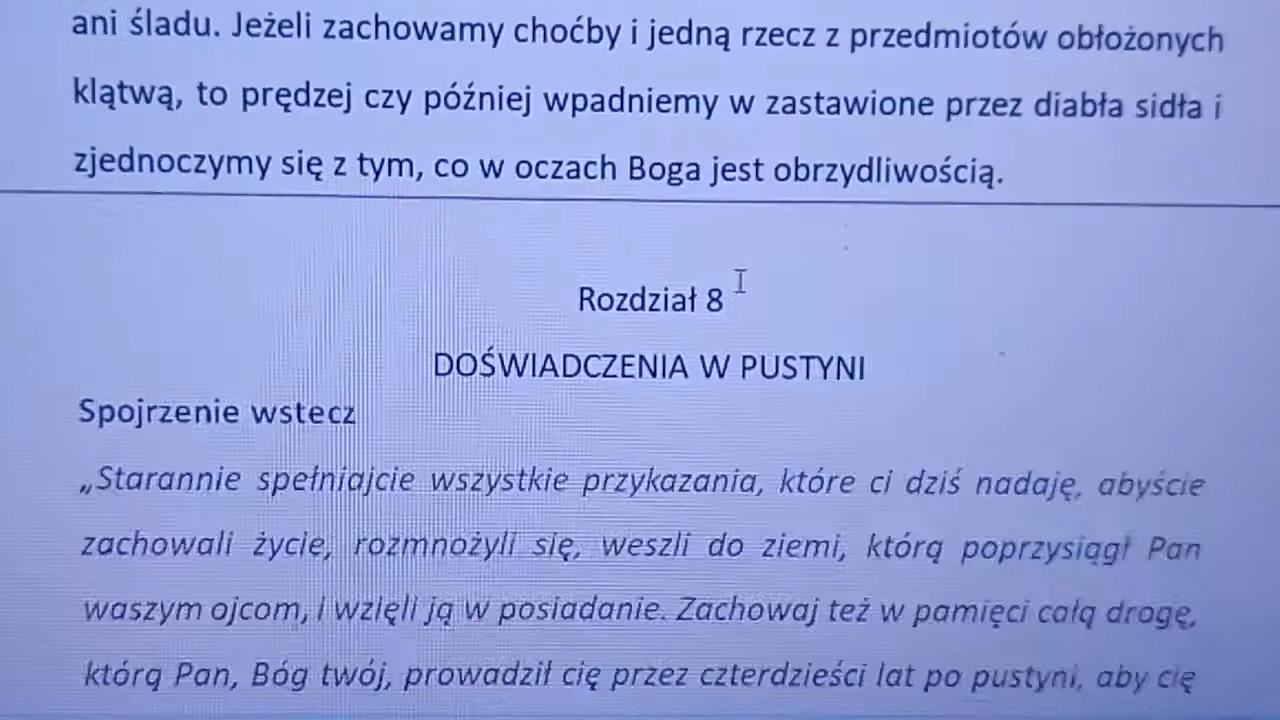 ani śladu. Jeżeli zachowamy choćby i jedną rzecz z przedmiotów obłożonych
klątwą, to prędzej czy później wpadniemy w zastawione przez diabła sidła i
zjednoczymy się z tym, co w oczach Boga jest obrzydliwością.
Rozdział 8
DOŚWIADCZENIA W PUSTYNI
Spojrzenie wstecz
„Starannie spełniajcie wszystkie przykazania, które ci dziś nadaję, abyście
zachowali życie, rozmnożyli się, weszli do ziemi, którą poprzysiągł Pan
waszym ojcom, i wzięli ją w posiadanie. Zachowaj też w pamięci całą drogę,
którą Pan, Bóg twój, prowadził cię przez czterdzieści lat po pustyni, aby cię